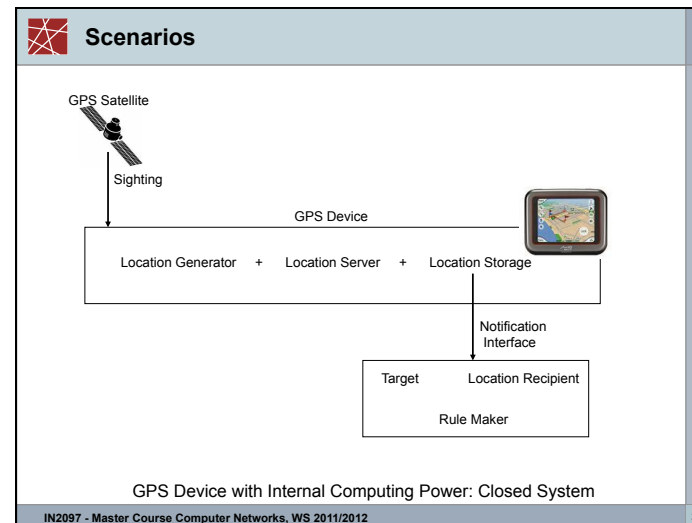 Scenarios
GPS Satellite
Sighting
GPS Device
Location Generator + Location Server + Location Storage
Notification
Interface
Target Location Recipient
Rule Maker
GPS Device with Internal Computing Power: Closed System
IN2097 - Master Course Computer Networks, WS 2011/2012